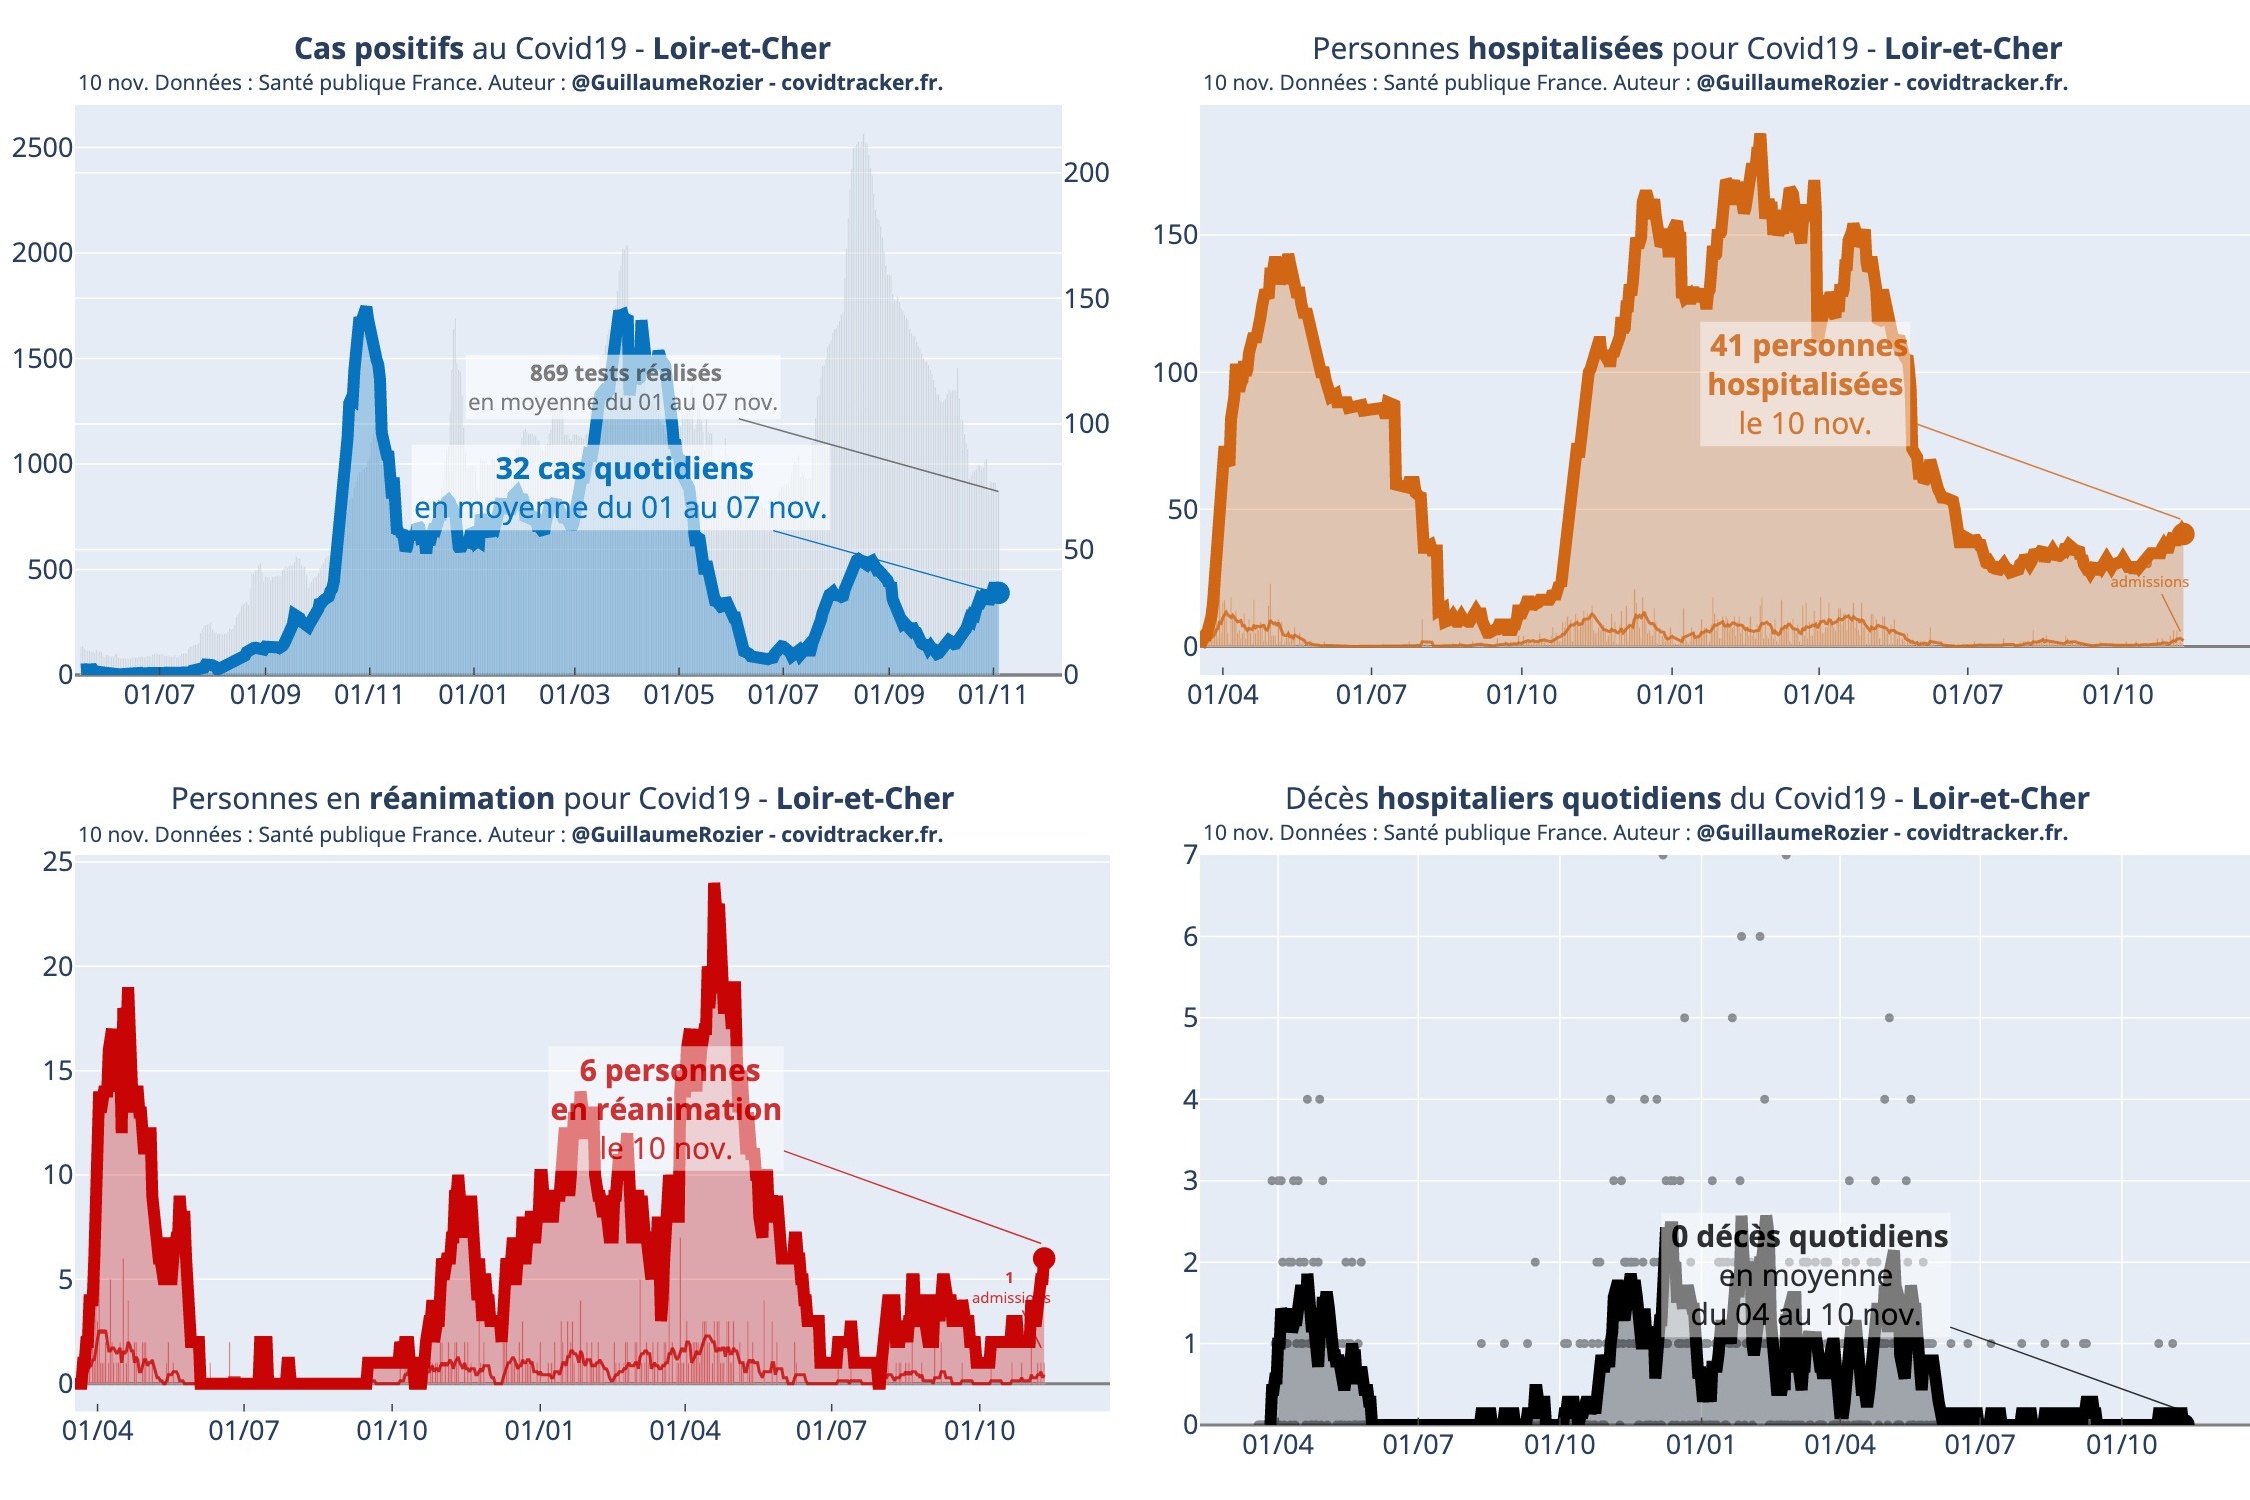 Cas positifs au Covid19 - Loir-et-Cher
10 nov. Données : Santé publique France. Auteur : @GuillaumeRozier - covidtracker.fr.
2500
2000
1500
1000
500
0
200
150
100
50
0
869 tests réalisés
en moyenne du 01 au 07 nov.
32 cas quotidiens
en moyenne du 01 au 07 nov.
01/07 01/09 01/11 01/01 01/03 01/05 01/07 01/09 01/11
Personnes hospitalisées pour Covid19 - Loir-et-Cher
10 nov. Données : Santé publique France. Auteur : @GuillaumeRozier - covidtracker.fr.
150
100
50
0
41 personnes
hospitalisées
le 10 nov.
admissions
01/04 01/07 01/10 01/01 01/04 01/07 01/10
Personnes en réanimation pour Covid19 - Loir-et-Cher
10 nov. Données : Santé publique France. Auteur : @GuillaumeRozier - covidtracker.fr.
25
20
15
10
5
0
6 personnes
en réanimation
le 10 nov.
1
admissions
01/04 01/07 01/10 01/01 01/04 01/07 01/10
Décès hospitaliers quotidiens du Covid19 - Loir-et-Cher
10 nov. Données : Santé publique France. Auteur : @GuillaumeRozier - covidtracker.fr.
7
6
5
4
3
2
1
0
0 décès quotidiens
en moyenne
du 04 au 10 nov.
01/04 01/07 01/10 01/01 01/04 01/07 01/10